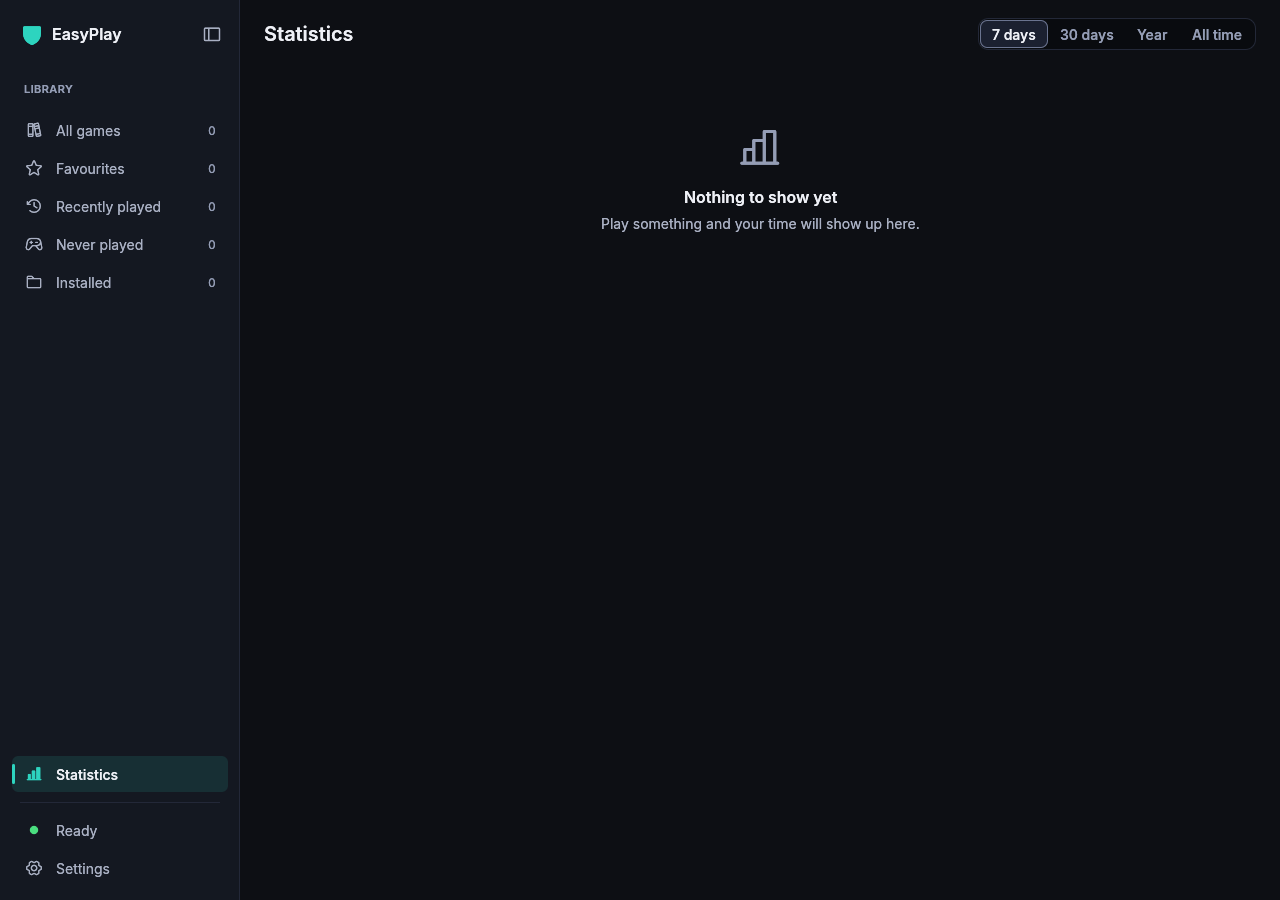 EasyPlay
LIBRARY
All games 0
Favourites 0
Recently played 0
Never played 0
Installed 0
Statistics
Ready
Settings
Statistics
7 days 30 days Year All time
Nothing to show yet
Play something and your time will show up here.